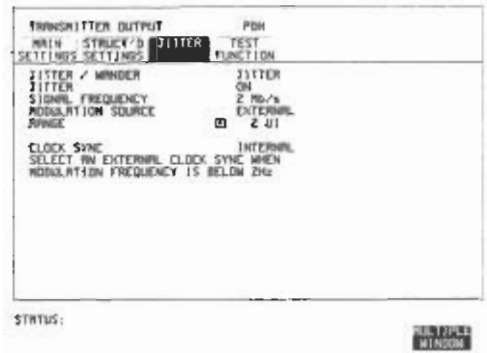 TRANSMITTER OUTPUT PDH
MAIN SETTINGS STRUCT'D SETTINGS JITTER TEST FUNCTION
JITTER / WANDER JITTER
JITTER ON
SIGNAL FREQUENCY 2 Mb/s
MODULATION SOURCE EXTERNAL
RANGE 2 UI
CLOCK SYNC INTERNAL
SELECT AN EXTERNAL CLOCK SYNC WHEN
MODULATION FREQUENCY IS BELOW 2Hz
STATUS:
MULTIPLE
WINDOW